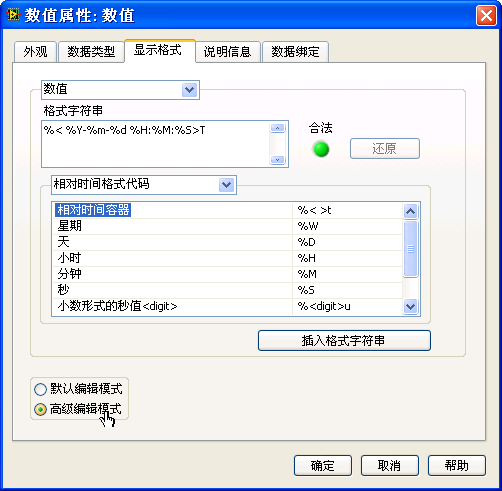 数值属性: 数值
外观 数据类型 显示格式 说明信息 数据绑定
数值
格式字符串
%< %Y-%m-%d %H:%M:%S>T
合法
还原
相对时间格式代码
相对时间容器 %< >t
星期 %W
天 %D
小时 %H
分钟 %M
秒 %S
小数形式的秒值<digit> %<digit>u
插入格式字符串
默认编辑模式
高级编辑模式
确定 取消 帮助